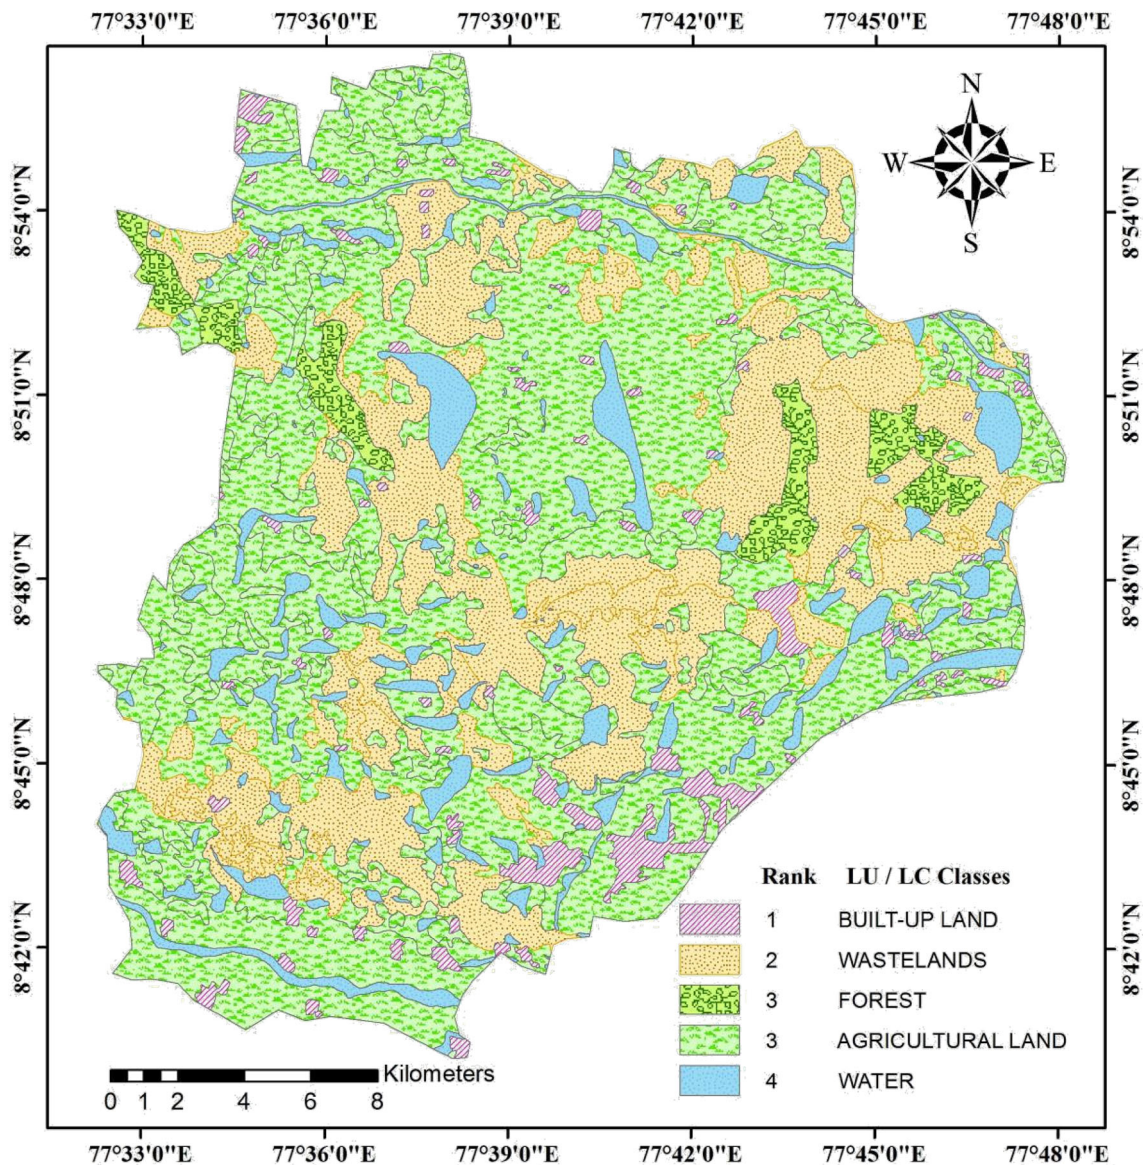 77°33'0"E 77°36'0"E 77°39'0"E 77°42'0"E 77°45'0"E 77°48'0"E
N
W E
S
8°54'0"N 8°54'0"N
8°51'0"N 8°51'0"N
8°48'0"N 8°48'0"N
8°45'0"N 8°45'0"N
8°42'0"N 8°42'0"N
Rank LU / LC Classes
1 BUILT-UP LAND
2 WASTELANDS
3 FOREST
3 AGRICULTURAL LAND
4 WATER
Kilometers
0 1 2 4 6 8
77°33'0"E 77°36'0"E 77°39'0"E 77°42'0"E 77°45'0"E 77°48'0"E